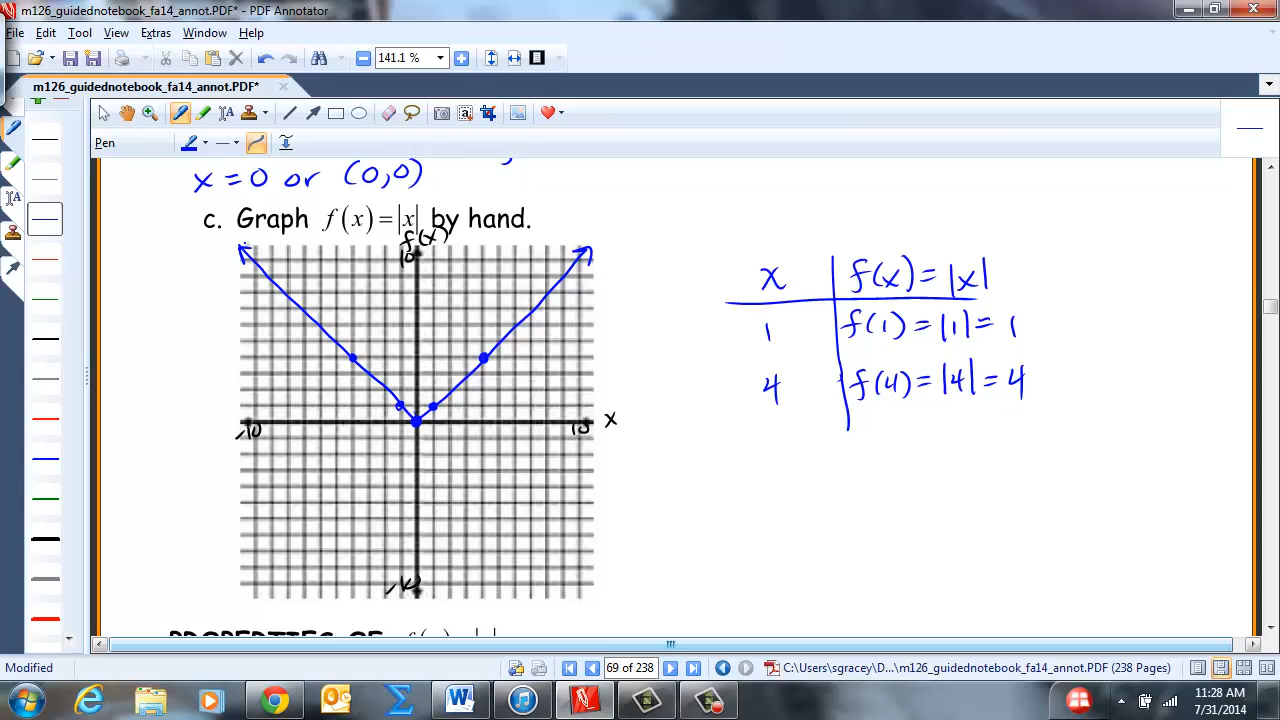 m126_guidednotebook_fa14_annot.PDF* - PDF Annotator
File Edit Tool View Extras Window Help
141.1 %
m126_guidednotebook_fa14_annot.PDF*
Pen
x = 0 or (0,0)
c. Graph f(x) = |x| by hand.
f(x)
10
-10
10
x
x f(x) = |x|
1 f(1) = |1| = 1
4 f(4) = |4| = 4
PROPERTIES OF
69 of 238
C:\Users\sgracey\D...\m126_guidednotebook_fa14_annot.PDF (238 Pages)
Modified
11:28 AM
7/31/2014